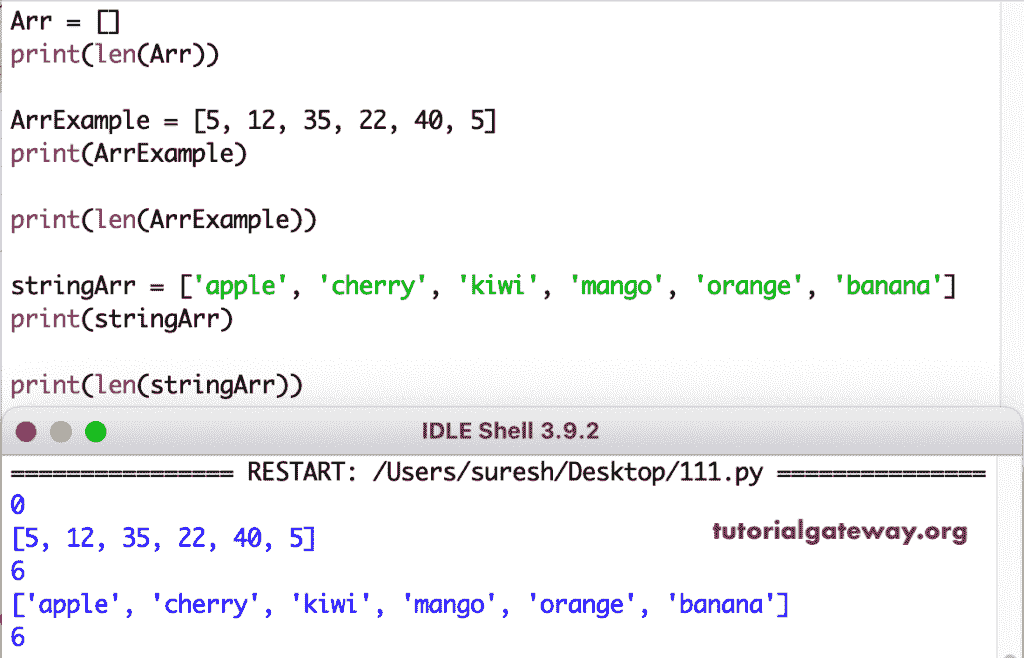 Arr = []
print(len(Arr))
ArrExample = [5, 12, 35, 22, 40, 5]
print(ArrExample)
print(len(ArrExample))
stringArr = ['apple', 'cherry', 'kiwi', 'mango', 'orange', 'banana']
print(stringArr)
print(len(stringArr))
IDLE Shell 3.9.2
================ RESTART: /Users/suresh/Desktop/111.py ===============
0
[5, 12, 35, 22, 40, 5]
tutorialgateway.org
6
['apple', 'cherry', 'kiwi', 'mango', 'orange', 'banana']
6